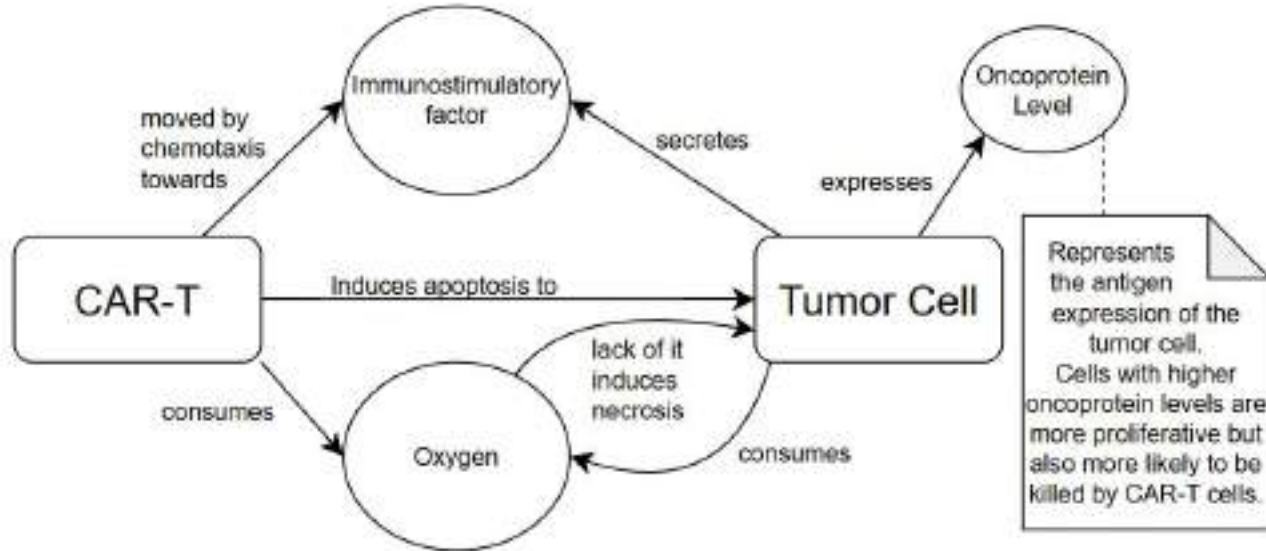 Immunostimulatory
factor
Oncoprotein
Level
moved by
chemotaxis
towards
secretes
expresses
CAR-T
Induces apoptosis to
Tumor Cell
Represents
the antigen
expression of the
tumor cell.
Cells with higher
oncoprotein levels are
more proliferative but
also more likely to be
killed by CAR-T cells.
lack of it
induces
necrosis
consumes
Oxygen
consumes